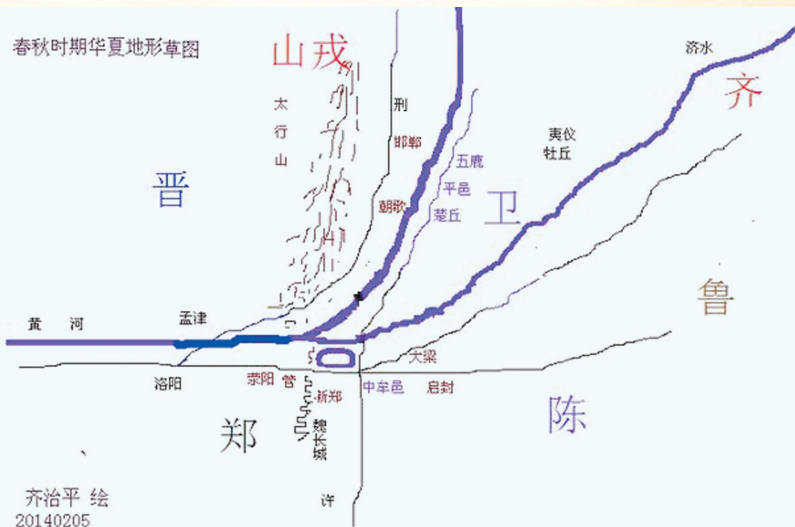 春秋时期华夏地形草图
山戎
济水
齐
太行山
刑
邯郸
夷仪
牡丘
五鹿
平邑
楚丘
晋
朝歌
卫
鲁
黄 河
孟津
大梁
洛阳
荥阳
管
新郑
中牟邑
启封
郑
陈
许
齐治平 绘
20140205